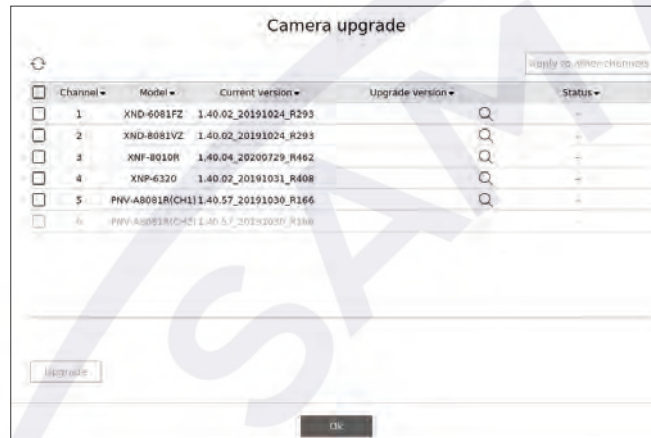 Camera upgrade
Apply to other channels
Channel Model Current version Upgrade version Status
1 XND-6081FZ 1.40.02_20191024_R293 -
2 XND-8081VZ 1.40.02_20191024_R293 -
3 XNF-8010R 1.40.04_20200729_R462 -
4 XNP-6320 1.40.02_20191031_R408 -
5 PNV-A8081R(CH1) 1.40.57_20191030_R166 -
6 PNV-A8081R(CH2) 1.40.57_20191030_R166 -
Upgrade
Ok